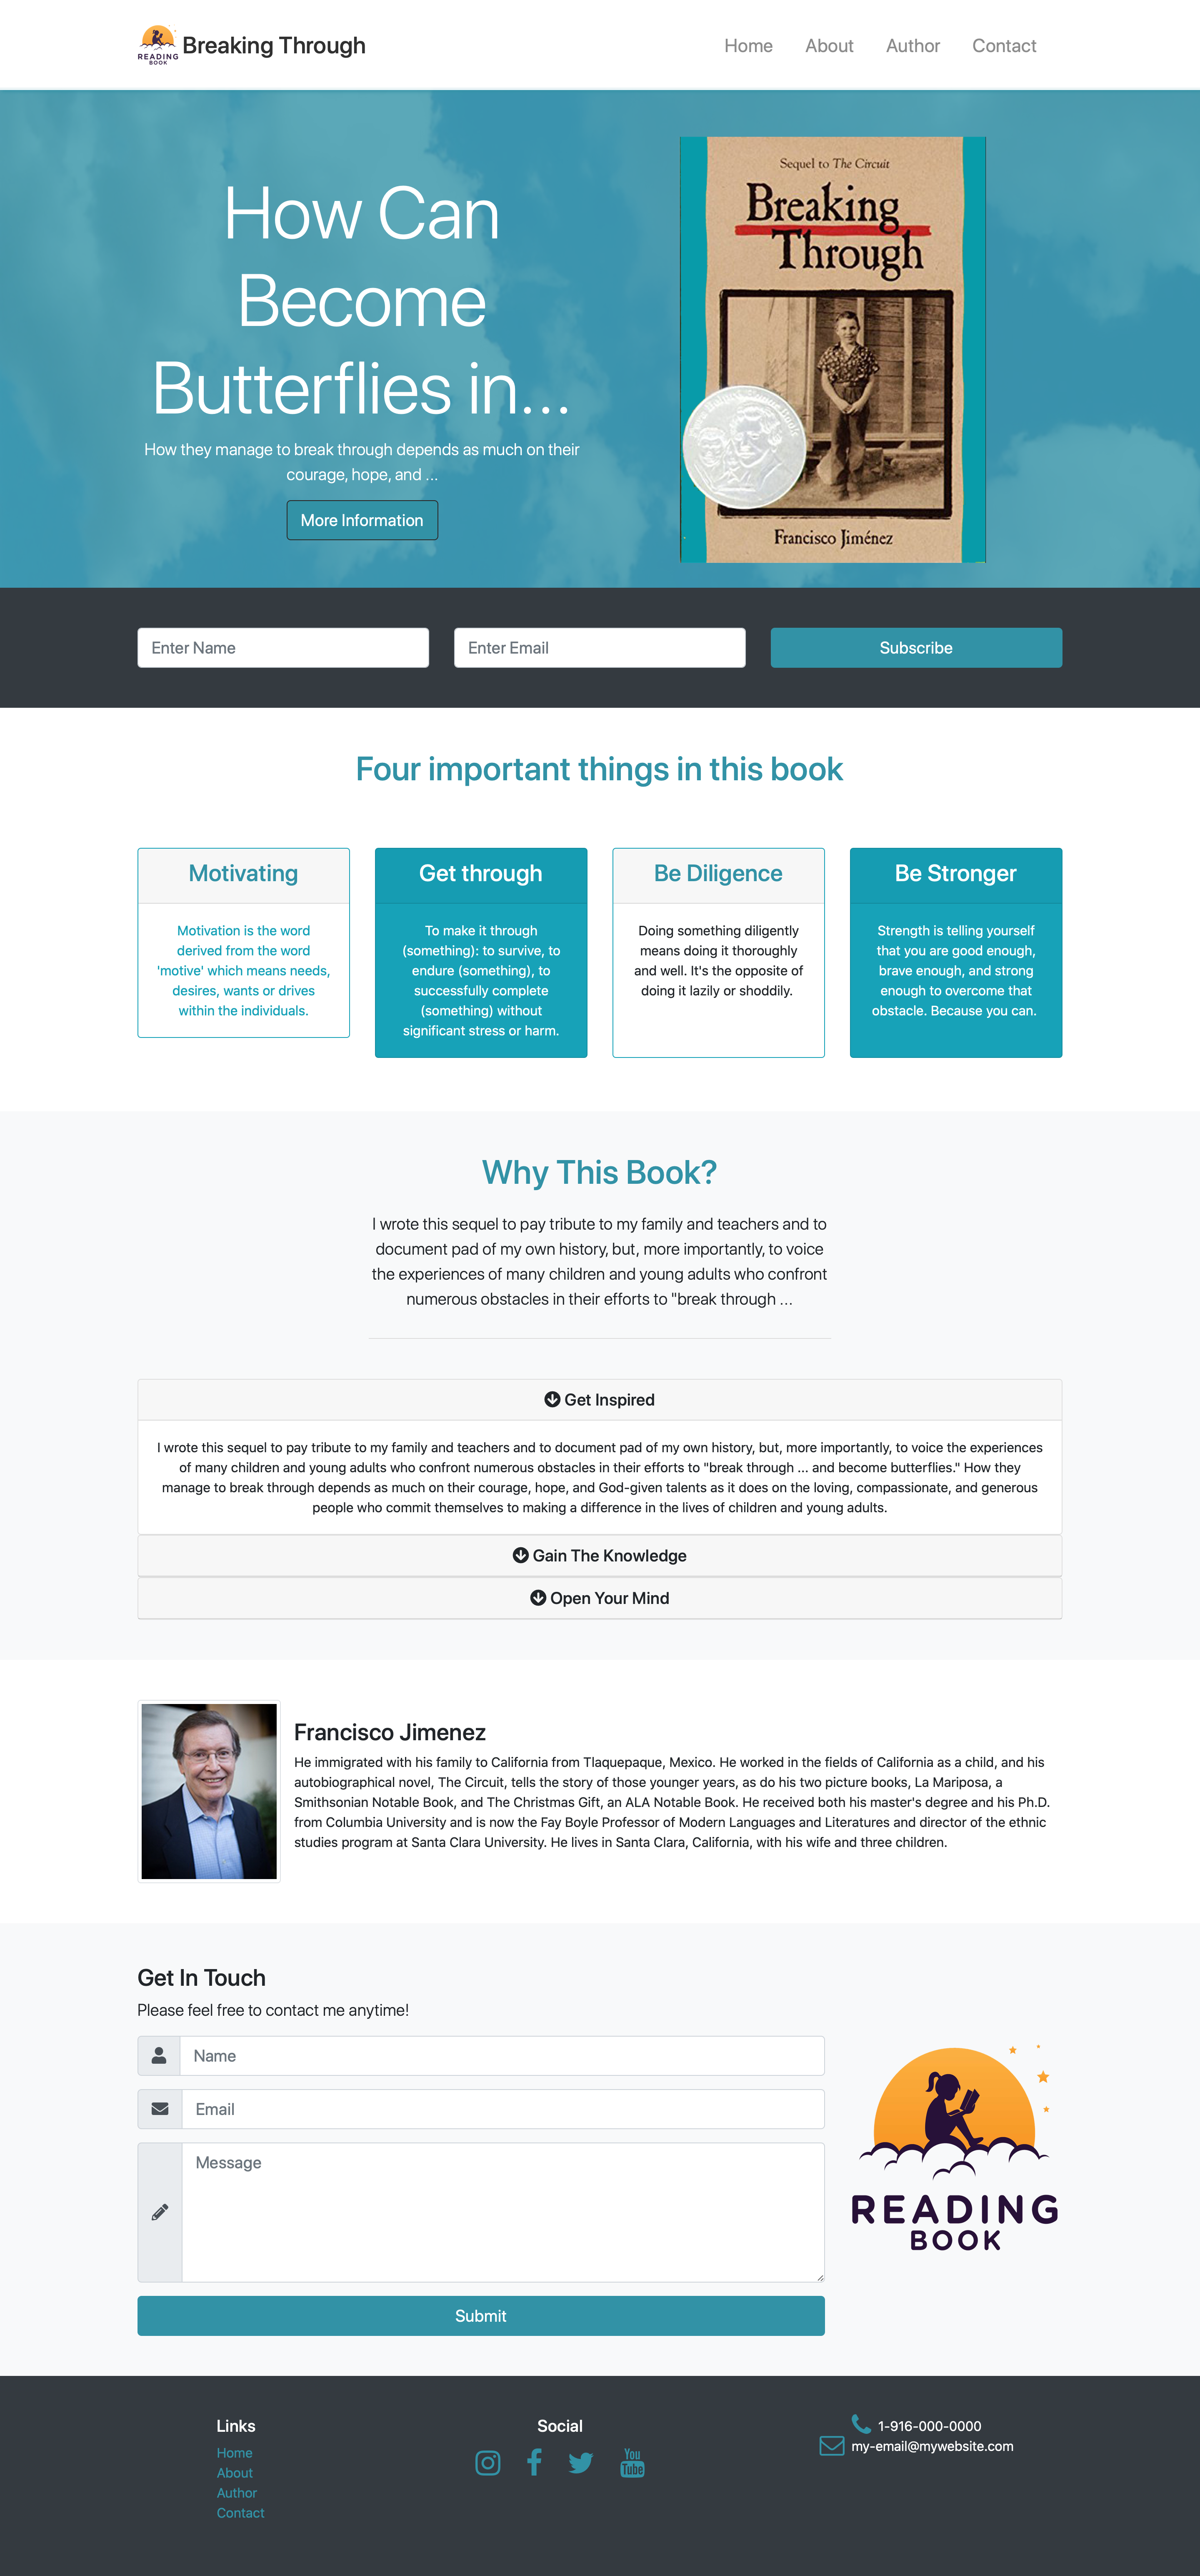 READING
BOOK
Breaking Through
Home
About
Author
Contact
How Can
Become
Butterflies in...
How they manage to break through depends as much on their
courage, hope, and ...
More Information
Sequel to The Circuit
Breaking
Through
Francisco Jiménez
Enter Name
Enter Email
Subscribe
Four important things in this book
Motivating
Motivation is the word
derived from the word
'motive' which means needs,
desires, wants or drives
within the individuals.
Get through
To make it through
(something): to survive, to
endure (something), to
successfully complete
(something) without
significant stress or harm.
Be Diligence
Doing something diligently
means doing it thoroughly
and well. It's the opposite of
doing it lazily or shoddily.
Be Stronger
Strength is telling yourself
that you are good enough,
brave enough, and strong
enough to overcome that
obstacle. Because you can.
Why This Book?
I wrote this sequel to pay tribute to my family and teachers and to
document pad of my own history, but, more importantly, to voice
the experiences of many children and young adults who confront
numerous obstacles in their efforts to "break through ...
Get Inspired
I wrote this sequel to pay tribute to my family and teachers and to document pad of my own history, but, more importantly, to voice the experiences
of many children and young adults who confront numerous obstacles in their efforts to "break through ... and become butterflies." How they
manage to break through depends as much on their courage, hope, and God-given talents as it does on the loving, compassionate, and generous
people who commit themselves to making a difference in the lives of children and young adults.
Gain The Knowledge
Open Your Mind
Francisco Jimenez
He immigrated with his family to California from Tlaquepaque, Mexico. He worked in the fields of California as a child, and his
autobiographical novel, The Circuit, tells the story of those younger years, as do his two picture books, La Mariposa, a
Smithsonian Notable Book, and The Christmas Gift, an ALA Notable Book. He received both his master's degree and his Ph.D.
from Columbia University and is now the Fay Boyle Professor of Modern Languages and Literatures and director of the ethnic
studies program at Santa Clara University. He lives in Santa Clara, California, with his wife and three children.
Get In Touch
Please feel free to contact me anytime!
Name
Email
Message
Submit
READING
BOOK
Links
Home
About
Author
Contact
Social
You
Tube
1-916-000-0000
my-email@mywebsite.com